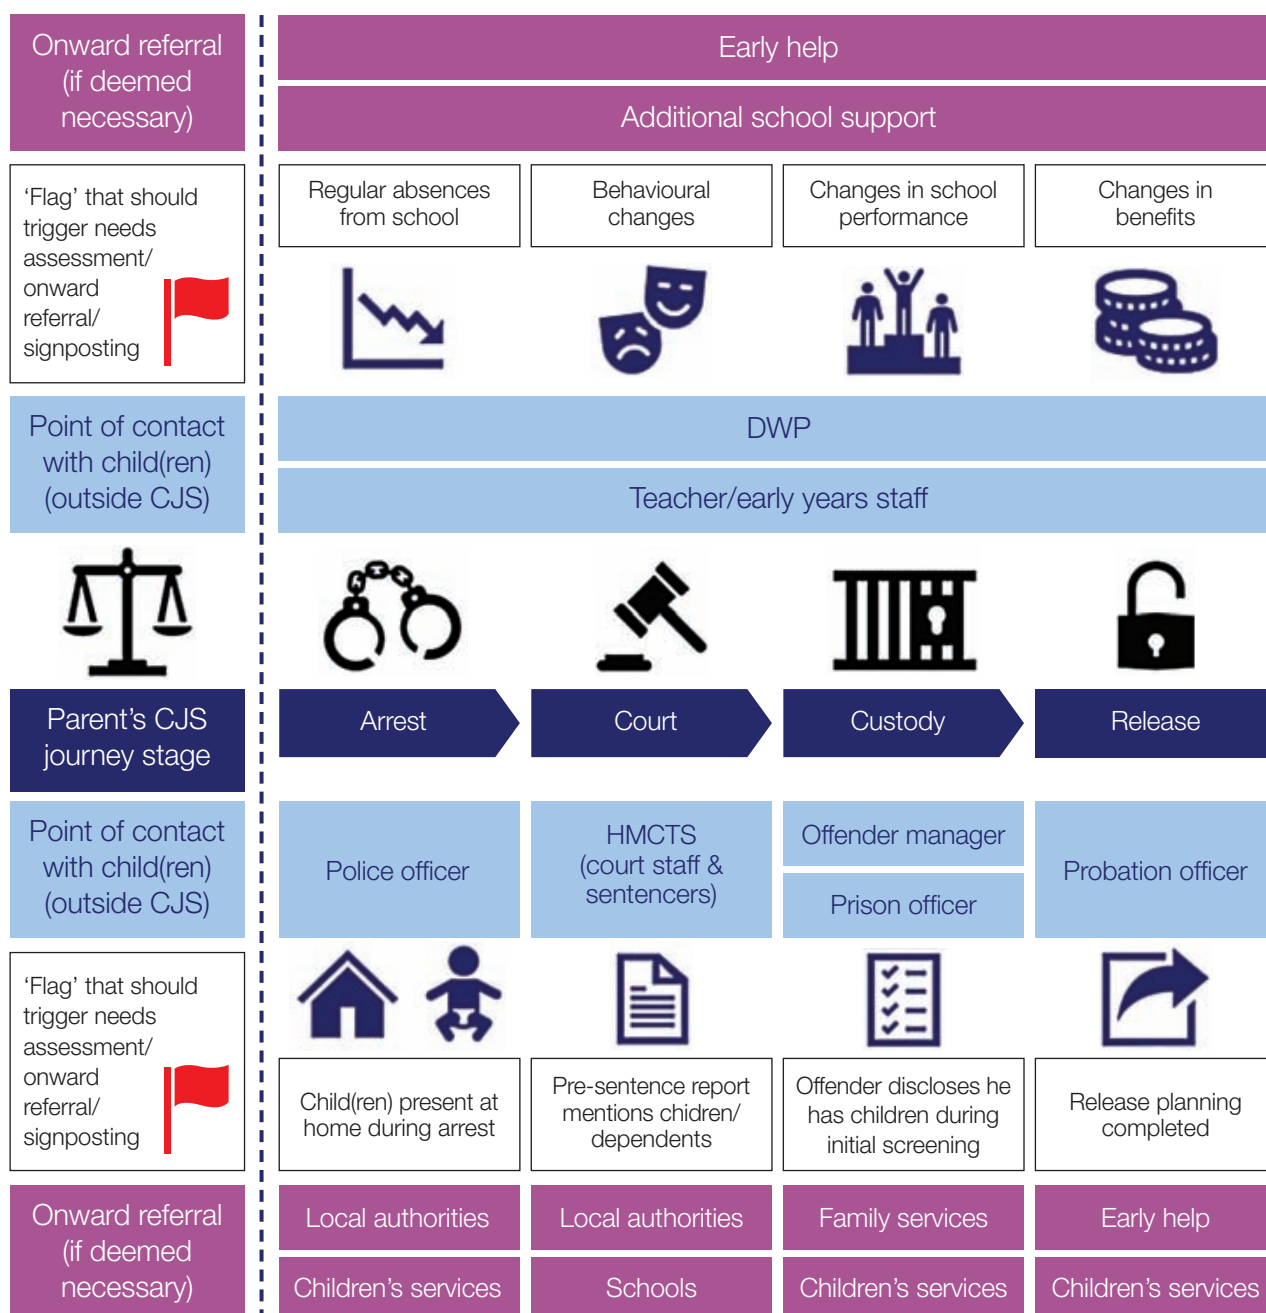 Onward referral
(if deemed
necessary)
Early help
Additional school support
‘Flag’ that should
trigger needs
assessment/
onward
referral/
signposting
Regular absences
from school
Behavioural
changes
Changes in school
performance
Changes in
benefits
Point of contact
with child(ren)
(outside CJS)
DWP
Teacher/early years staff
Parent’s CJS
journey stage
Arrest
Court
Custody
Release
Point of contact
with child(ren)
(outside CJS)
Police officer
HMCTS
(court staff &
sentencers)
Offender manager
Prison officer
Probation officer
‘Flag’ that should
trigger needs
assessment/
onward
referral/
signposting
Child(ren) present at
home during arrest
Pre-sentence report
mentions chidren/
dependents
Offender discloses he
has children during
initial screening
Release planning
completed
Onward referral
(if deemed
necessary)
Local authorities
Local authorities
Family services
Early help
Children’s services
Schools
Children’s services
Children’s services